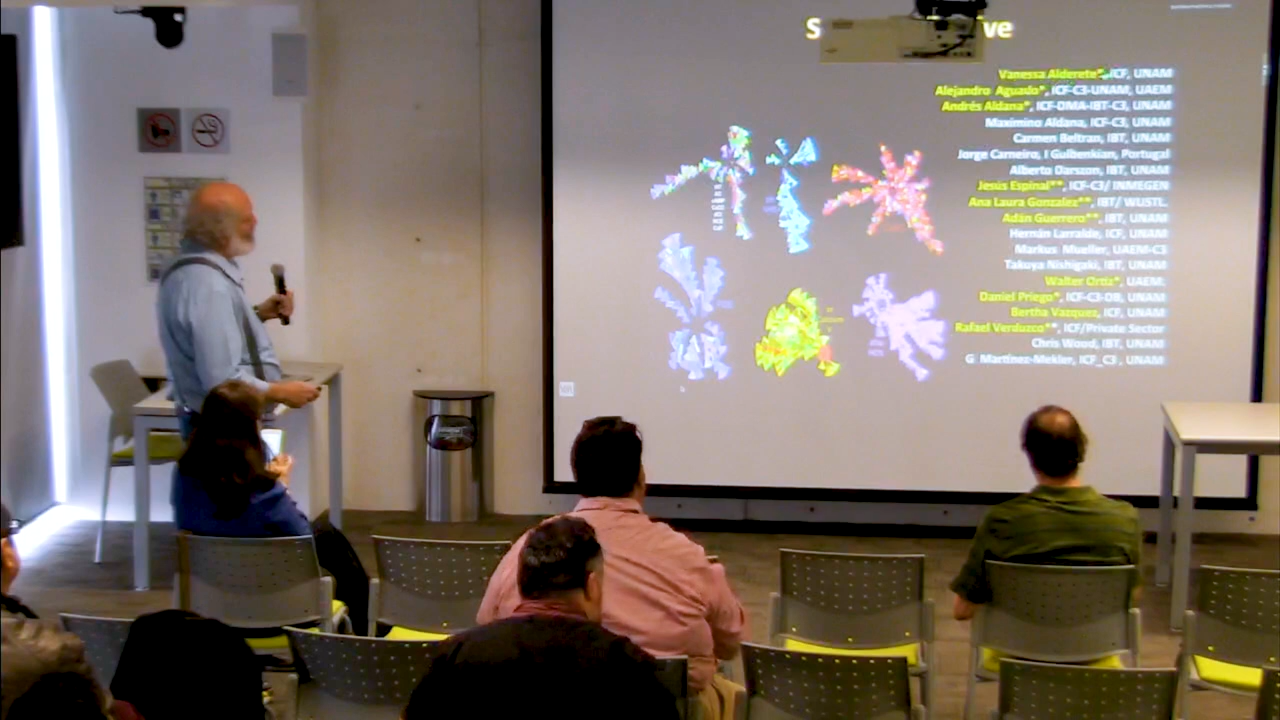 S ve
Vanessa Alderete*, ICF, UNAM
Alejandro Aguado*, ICF-C3-UNAM, UAEM
Andrés Aldana*, ICF-DMA-IBT-C3, UNAM
Maximino Aldana, ICF-C3, UNAM
Carmen Beltran, IBT, UNAM
Jorge Carneiro, I Gulbenkian, Portugal
Alberto Darszon, IBT, UNAM
Jesús Espinal**, ICF-C3/ INMEGEN
Ana Laura Gonzalez**, IBT/ WUSTL.
Adán Guerrero**, IBT, UNAM
Hernán Larralde, ICF, UNAM
Markus Mueller, UAEM-C3
Takuya Nishigaki, IBT, UNAM
Walter Ortiz*, UAEM.
Daniel Priego*, ICF-C3-DB, UNAM
Bertha Vazquez, ICF, UNAM
Rafael Verduzco**, ICF/Private Sector
Chris Wood, IBT, UNAM
G Martínez-Mekler, ICF_C3 , UNAM